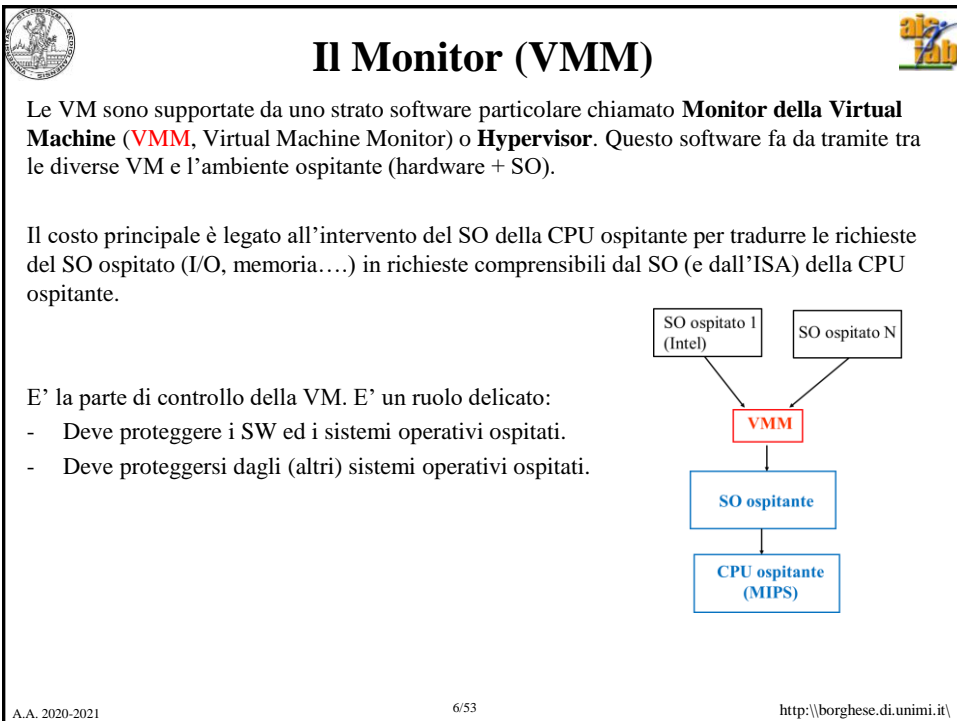 Il Monitor (VMM)
Le VM sono supportate da uno strato software particolare chiamato Monitor della Virtual
Machine (VMM, Virtual Machine Monitor) o Hypervisor. Questo software fa da tramite tra
le diverse VM e l’ambiente ospitante (hardware + SO).
Il costo principale è legato all’intervento del SO della CPU ospitante per tradurre le richieste
del SO ospitato (I/O, memoria….) in richieste comprensibili dal SO (e dall’ISA) della CPU
ospitante.
SO ospitato 1
(Intel)
SO ospitato N
E’ la parte di controllo della VM. E’ un ruolo delicato:
- Deve proteggere i SW ed i sistemi operativi ospitati.
- Deve proteggersi dagli (altri) sistemi operativi ospitati.
VMM
SO ospitante
CPU ospitante
(MIPS)
A.A. 2020-2021
6/53
http:\\borghese.di.unimi.it\